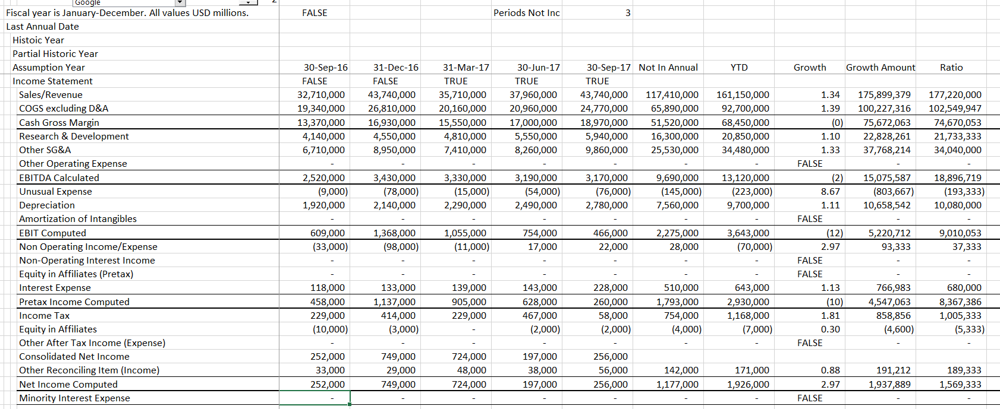 Google
2
Fiscal year is January-December. All values USD millions. FALSE Periods Not Inc 3
Last Annual Date
Histoic Year
Partial Historic Year
Assumption Year 30-Sep-16 31-Dec-16 31-Mar-17 30-Jun-17 30-Sep-17 Not In Annual YTD Growth Growth Amount Ratio
Income Statement FALSE FALSE TRUE TRUE TRUE
Sales/Revenue 32,710,000 43,740,000 35,710,000 37,960,000 43,740,000 117,410,000 161,150,000 1.34 175,899,379 177,220,000
COGS excluding D&A 19,340,000 26,810,000 20,160,000 20,960,000 24,770,000 65,890,000 92,700,000 1.39 100,227,316 102,549,947
Cash Gross Margin 13,370,000 16,930,000 15,550,000 17,000,000 18,970,000 51,520,000 68,450,000 (0) 75,672,063 74,670,053
Research & Development 4,140,000 4,550,000 4,810,000 5,550,000 5,940,000 16,300,000 20,850,000 1.10 22,828,261 21,733,333
Other SG&A 6,710,000 8,950,000 7,410,000 8,260,000 9,860,000 25,530,000 34,480,000 1.33 37,768,214 34,040,000
Other Operating Expense - - - - - - - FALSE - -
EBITDA Calculated 2,520,000 3,430,000 3,330,000 3,190,000 3,170,000 9,690,000 13,120,000 (2) 15,075,587 18,896,719
Unusual Expense (9,000) (78,000) (15,000) (54,000) (76,000) (145,000) (223,000) 8.67 (803,667) (193,333)
Depreciation 1,920,000 2,140,000 2,290,000 2,490,000 2,780,000 7,560,000 9,700,000 1.11 10,658,542 10,080,000
Amortization of Intangibles - - - - - - - FALSE - -
EBIT Computed 609,000 1,368,000 1,055,000 754,000 466,000 2,275,000 3,643,000 (12) 5,220,712 9,010,053
Non Operating Income/Expense (33,000) (98,000) (11,000) 17,000 22,000 28,000 (70,000) 2.97 93,333 37,333
Non-Operating Interest Income - - - - - - - FALSE - -
Equity in Affiliates (Pretax) - - - - - - - FALSE - -
Interest Expense 118,000 133,000 139,000 143,000 228,000 510,000 643,000 1.13 766,983 680,000
Pretax Income Computed 458,000 1,137,000 905,000 628,000 260,000 1,793,000 2,930,000 (10) 4,547,063 8,367,386
Income Tax 229,000 414,000 229,000 467,000 58,000 754,000 1,168,000 1.81 858,856 1,005,333
Equity in Affiliates (10,000) (3,000) - (2,000) (2,000) (4,000) (7,000) 0.30 (4,600) (5,333)
Other After Tax Income (Expense) - - - - - - - FALSE - -
Consolidated Net Income 252,000 749,000 724,000 197,000 256,000
Other Reconciling Item (Income) 33,000 29,000 48,000 38,000 56,000 142,000 171,000 0.88 191,212 189,333
Net Income Computed 252,000 749,000 724,000 197,000 256,000 1,177,000 1,926,000 2.97 1,937,889 1,569,333
Minority Interest Expense - - - - - - - FALSE - -